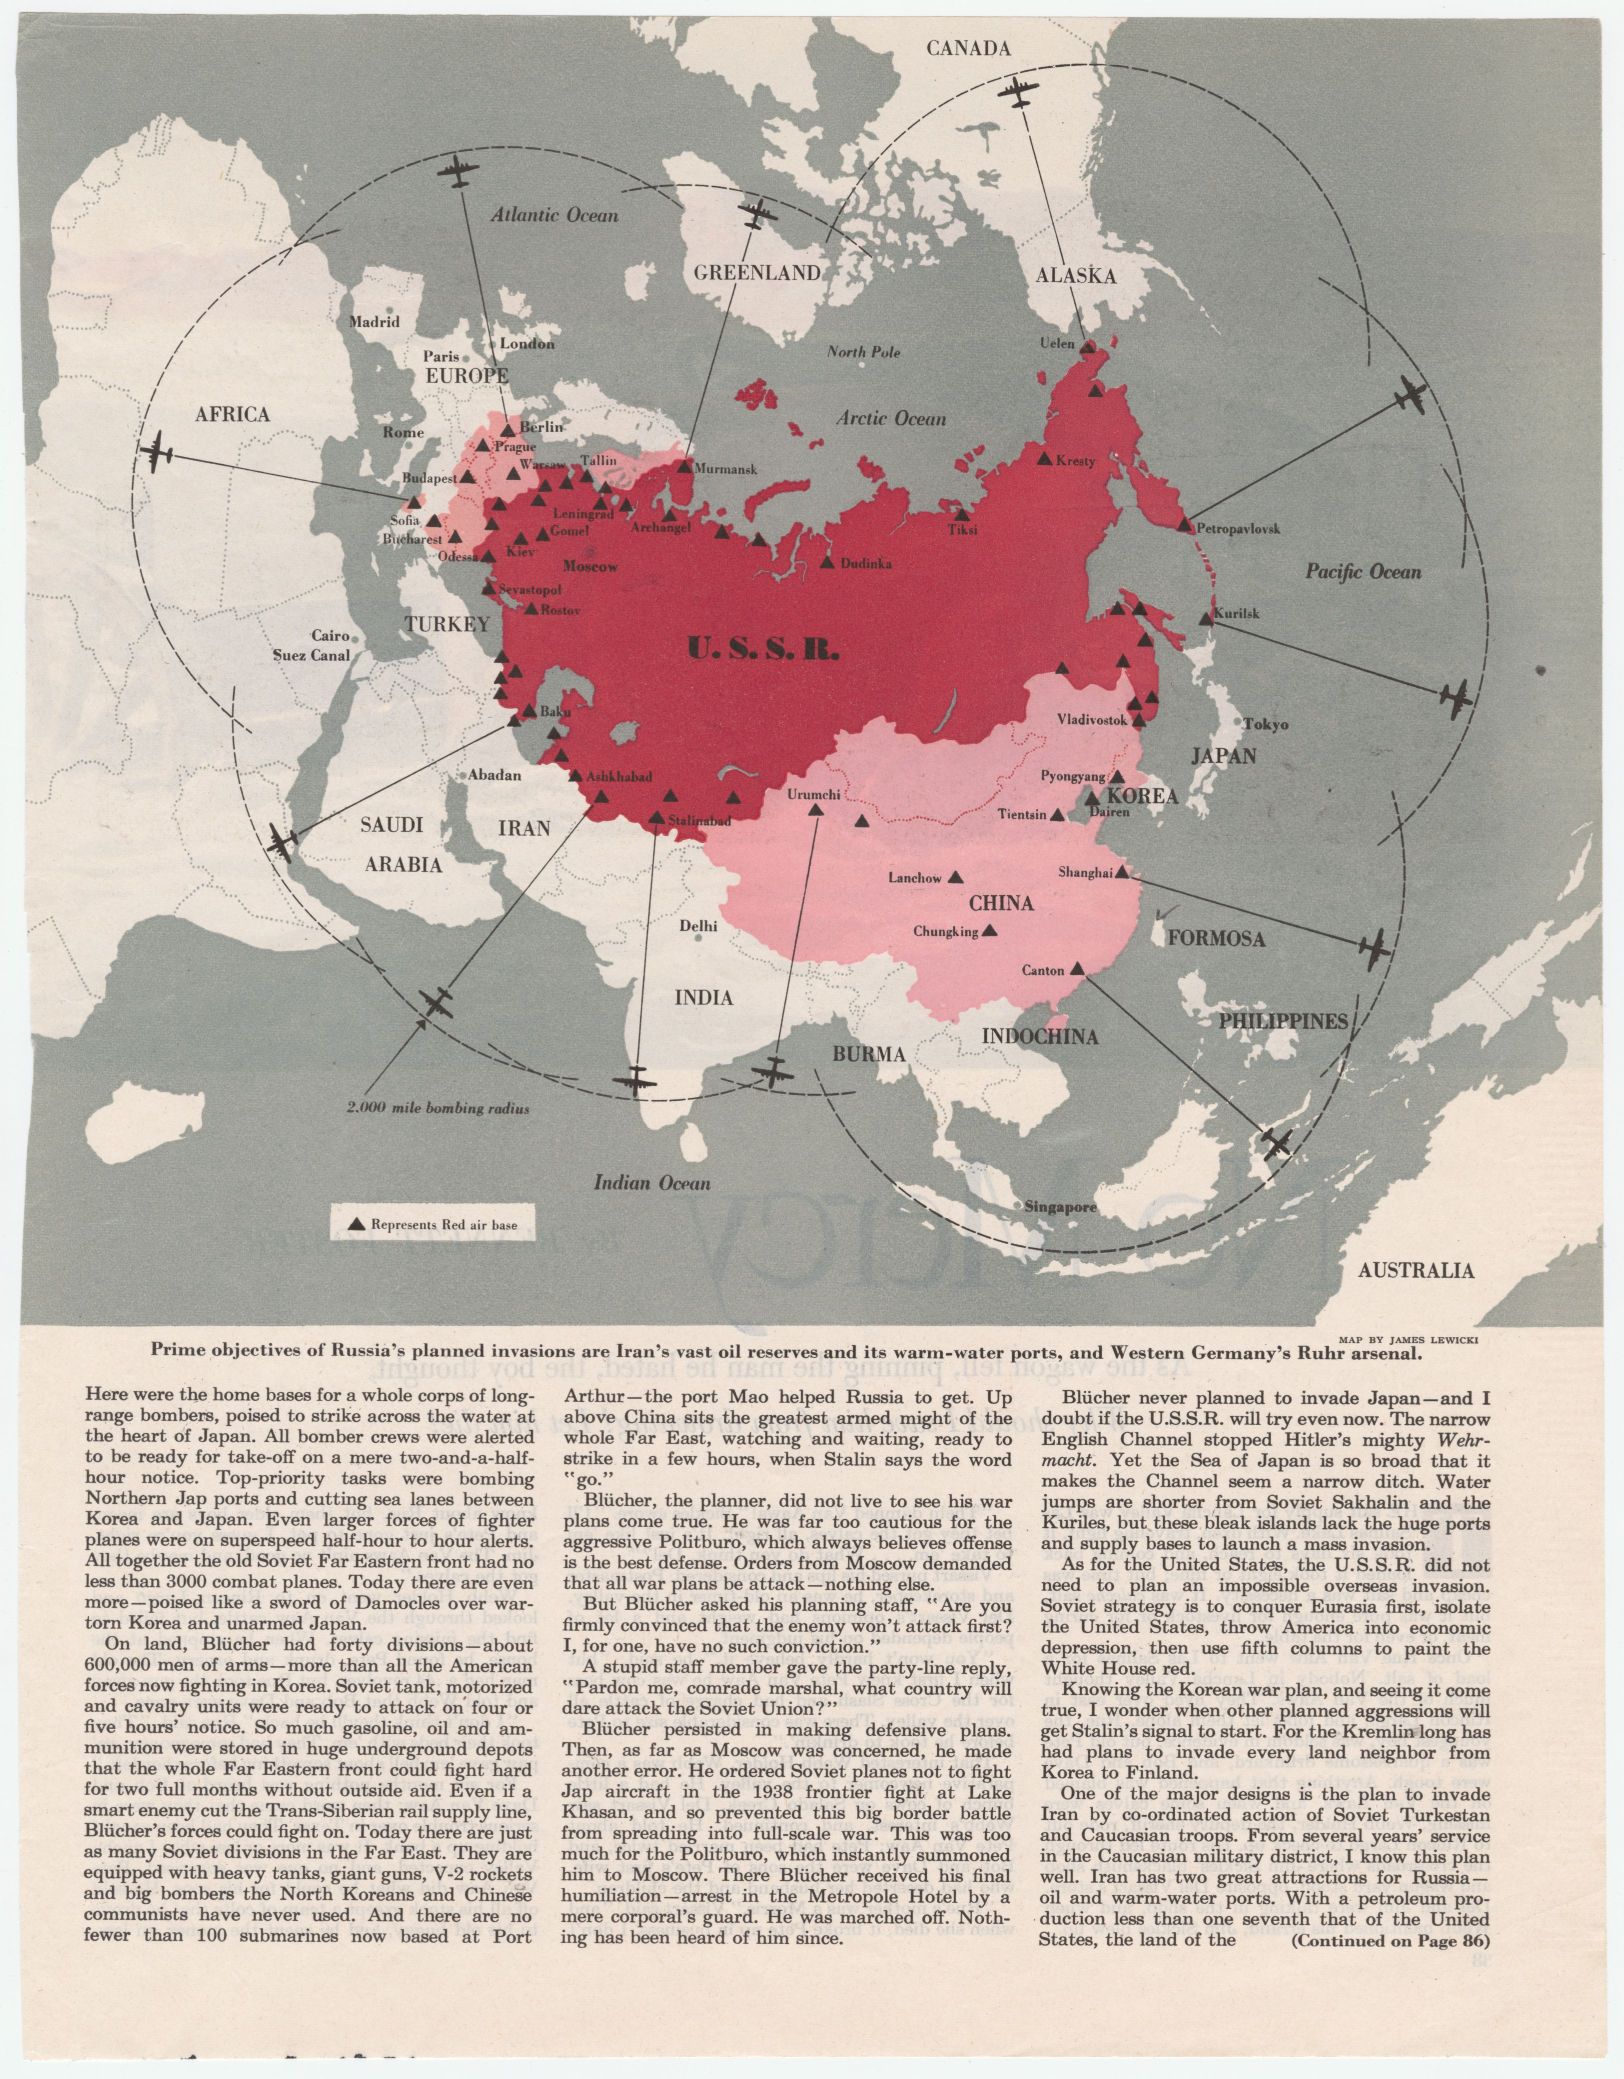 CANADA
Atlantic Ocean
GREENLAND
ALASKA
Madrid
London
Uelen
Paris
North Pole
EUROPE
AFRICA
Arctic Ocean
Rome
Berlin
Prague
Warsaw
Tallin
Kresty
Murmansk
Budapest
Leningrad
Sofia
Archangel
Tiksi
Petropavlovsk
Gomel
Bucharest
Kiev
Odessa
Moscow
Dudinka
Pacific Ocean
Sevastopol
Rostov
Kurilsk
TURKEY
Cairo
Suez Canal
U. S. S. R.
Baku
Vladivostok
Tokyo
JAPAN
Abadan
Ashkhabad
Pyongyang
Urumchi
KOREA
Dairen
Tientsin
Stalinabad
SAUDI
ARABIA
IRAN
Lanchow
Shanghai
CHINA
Delhi
Chungking
FORMOSA
Canton
INDIA
PHILIPPINES
INDOCHINA
BURMA
2,000 mile bombing radius
Indian Ocean
Singapore
Represents Red air base
AUSTRALIA
MAP BY JAMES LEWICKI
Prime objectives of Russia's planned invasions are Iran's vast oil reserves and its warm-water ports, and Western Germany's Ruhr arsenal.
Here were the home bases for a whole corps of long-
range bombers, poised to strike across the water at
the heart of Japan. All bomber crews were alerted
to be ready for take-off on a mere two-and-a-half-
hour notice. Top-priority tasks were bombing
Northern Jap ports and cutting sea lanes between
Korea and Japan. Even larger forces of fighter
planes were on superspeed half-hour to hour alerts.
All together the old Soviet Far Eastern front had no
less than 3000 combat planes. Today there are even
more—poised like a sword of Damocles over war-
torn Korea and unarmed Japan.
On land, Blücher had forty divisions—about
600,000 men of arms—more than all the American
forces now fighting in Korea. Soviet tank, motorized
and cavalry units were ready to attack on four or
five hours' notice. So much gasoline, oil and am-
munition were stored in huge underground depots
that the whole Far Eastern front could fight hard
for two full months without outside aid. Even if a
smart enemy cut the Trans-Siberian rail supply line,
Blücher's forces could fight on. Today there are just
as many Soviet divisions in the Far East. They are
equipped with heavy tanks, giant guns, V-2 rockets
and big bombers the North Koreans and Chinese
communists have never used. And there are no
fewer than 100 submarines now based at Port
Arthur—the port Mao helped Russia to get. Up
above China sits the greatest armed might of the
whole Far East, watching and waiting, ready to
strike in a few hours, when Stalin says the word
"go."
Blücher, the planner, did not live to see his war
plans come true. He was far too cautious for the
aggressive Politburo, which always believes offense
is the best defense. Orders from Moscow demanded
that all war plans be attack—nothing else.
But Blücher asked his planning staff, "Are you
firmly convinced that the enemy won't attack first?
I, for one, have no such conviction."
A stupid staff member gave the party-line reply,
"Pardon me, comrade marshal, what country will
dare attack the Soviet Union?"
Blücher persisted in making defensive plans.
Then, as far as Moscow was concerned, he made
another error. He ordered Soviet planes not to fight
Jap aircraft in the 1938 frontier fight at Lake
Khasan, and so prevented this big border battle
from spreading into full-scale war. This was too
much for the Politburo, which instantly summoned
him to Moscow. There Blücher received his final
humiliation—arrest in the Metropole Hotel by a
mere corporal's guard. He was marched off. Noth-
ing has been heard of him since.
Blücher never planned to invade Japan—and I
doubt if the U.S.S.R. will try even now. The narrow
English Channel stopped Hitler's mighty Wehr-
macht. Yet the Sea of Japan is so broad that it
makes the Channel seem a narrow ditch. Water
jumps are shorter from Soviet Sakhalin and the
Kuriles, but these bleak islands lack the huge ports
and supply bases to launch a mass invasion.
As for the United States, the U.S.S.R. did not
need to plan an impossible overseas invasion.
Soviet strategy is to conquer Eurasia first, isolate
the United States, throw America into economic
depression, then use fifth columns to paint the
White House red.
Knowing the Korean war plan, and seeing it come
true, I wonder when other planned aggressions will
get Stalin's signal to start. For the Kremlin long has
had plans to invade every land neighbor from
Korea to Finland.
One of the major designs is the plan to invade
Iran by co-ordinated action of Soviet Turkestan
and Caucasian troops. From several years' service
in the Caucasian military district, I know this plan
well. Iran has two great attractions for Russia—
oil and warm-water ports. With a petroleum pro-
duction less than one seventh that of the United
States, the land of the (Continued on Page 86)